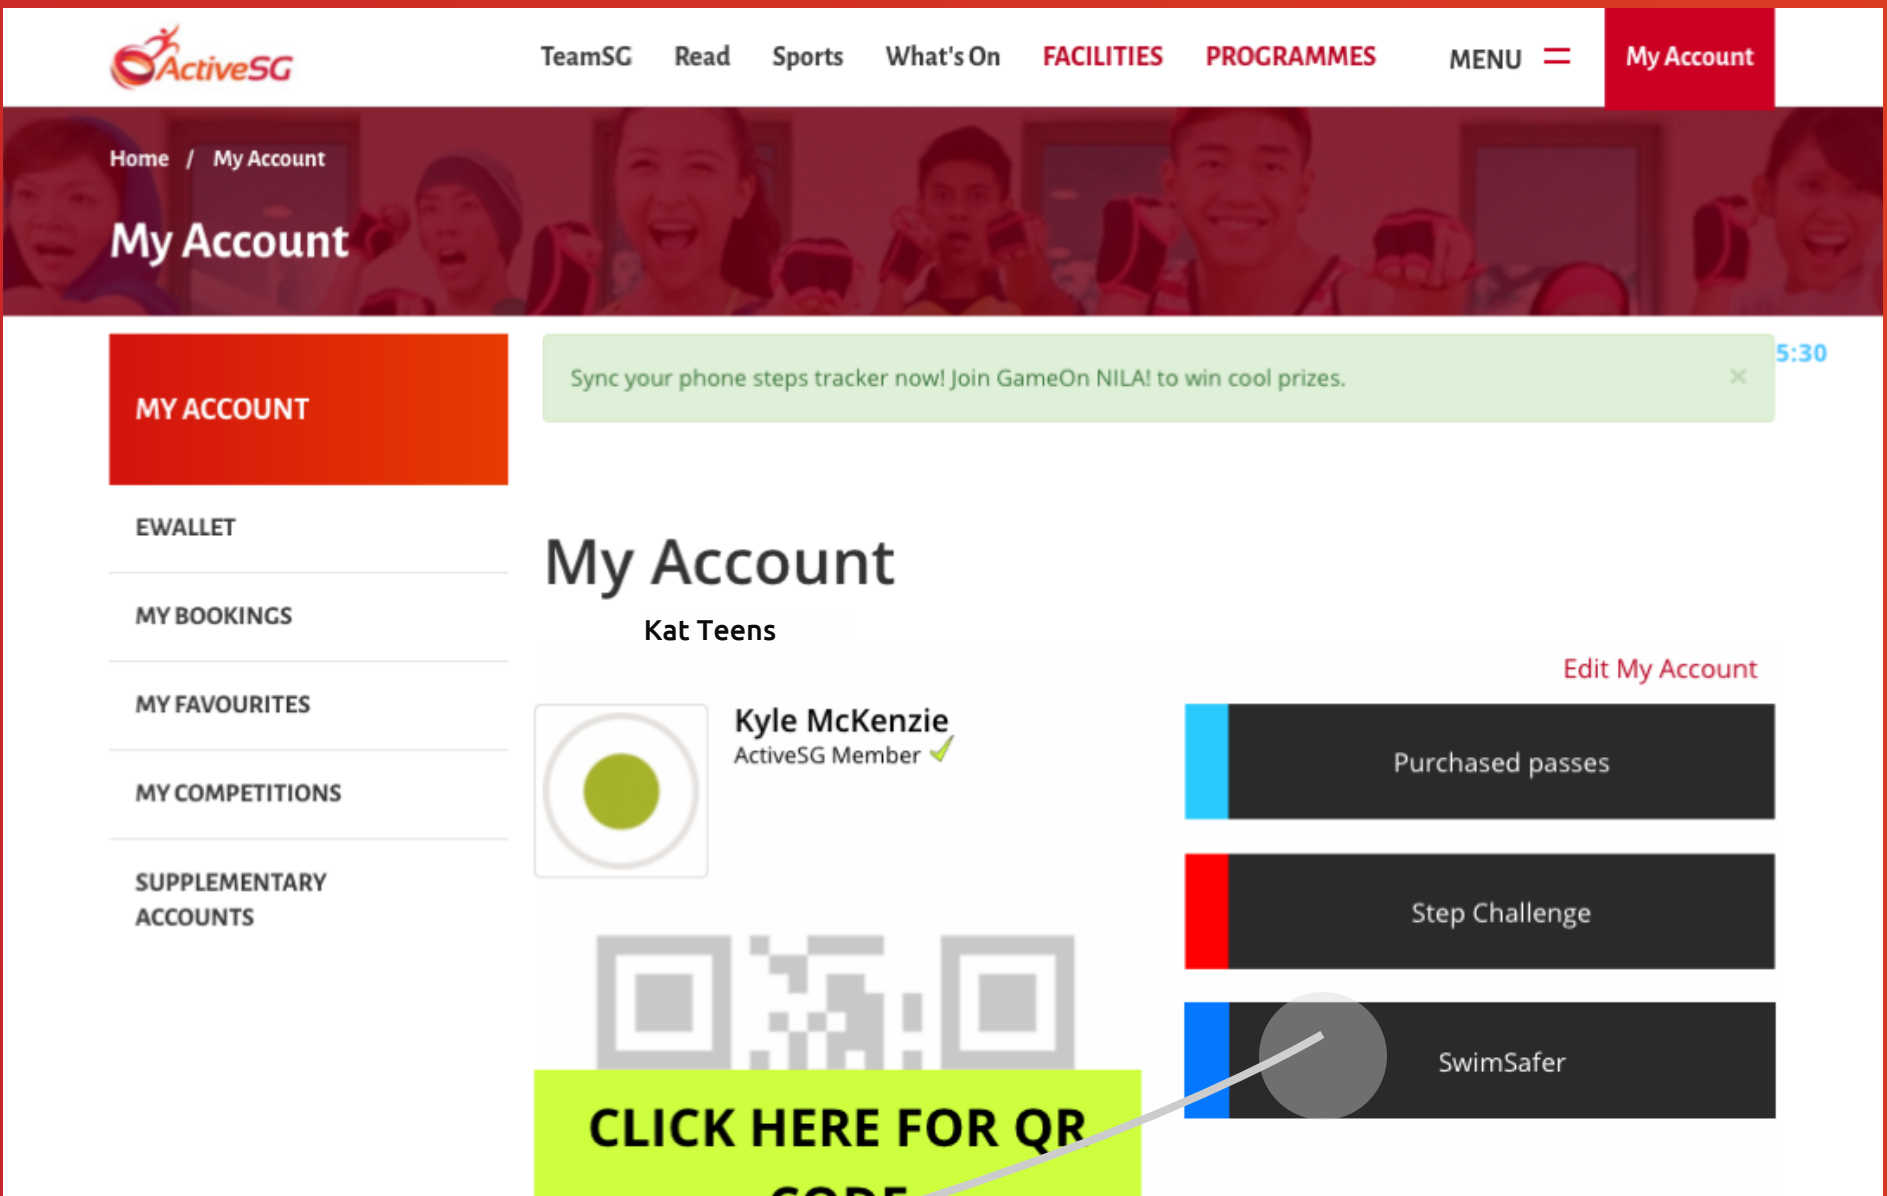 ActiveSG
TeamSG Read Sports What's On FACILITIES PROGRAMMES MENU My Account
Home / My Account
My Account
MY ACCOUNT
EWALLET
MY BOOKINGS
MY FAVOURITES
MY COMPETITIONS
SUPPLEMENTARY
ACCOUNTS
Sync your phone steps tracker now! Join GameOn NILA! to win cool prizes. ×
5:30
My Account
Kat Teens
Edit My Account
Kyle McKenzie
ActiveSG Member
CLICK HERE FOR QR
CODE
Purchased passes
Step Challenge
SwimSafer